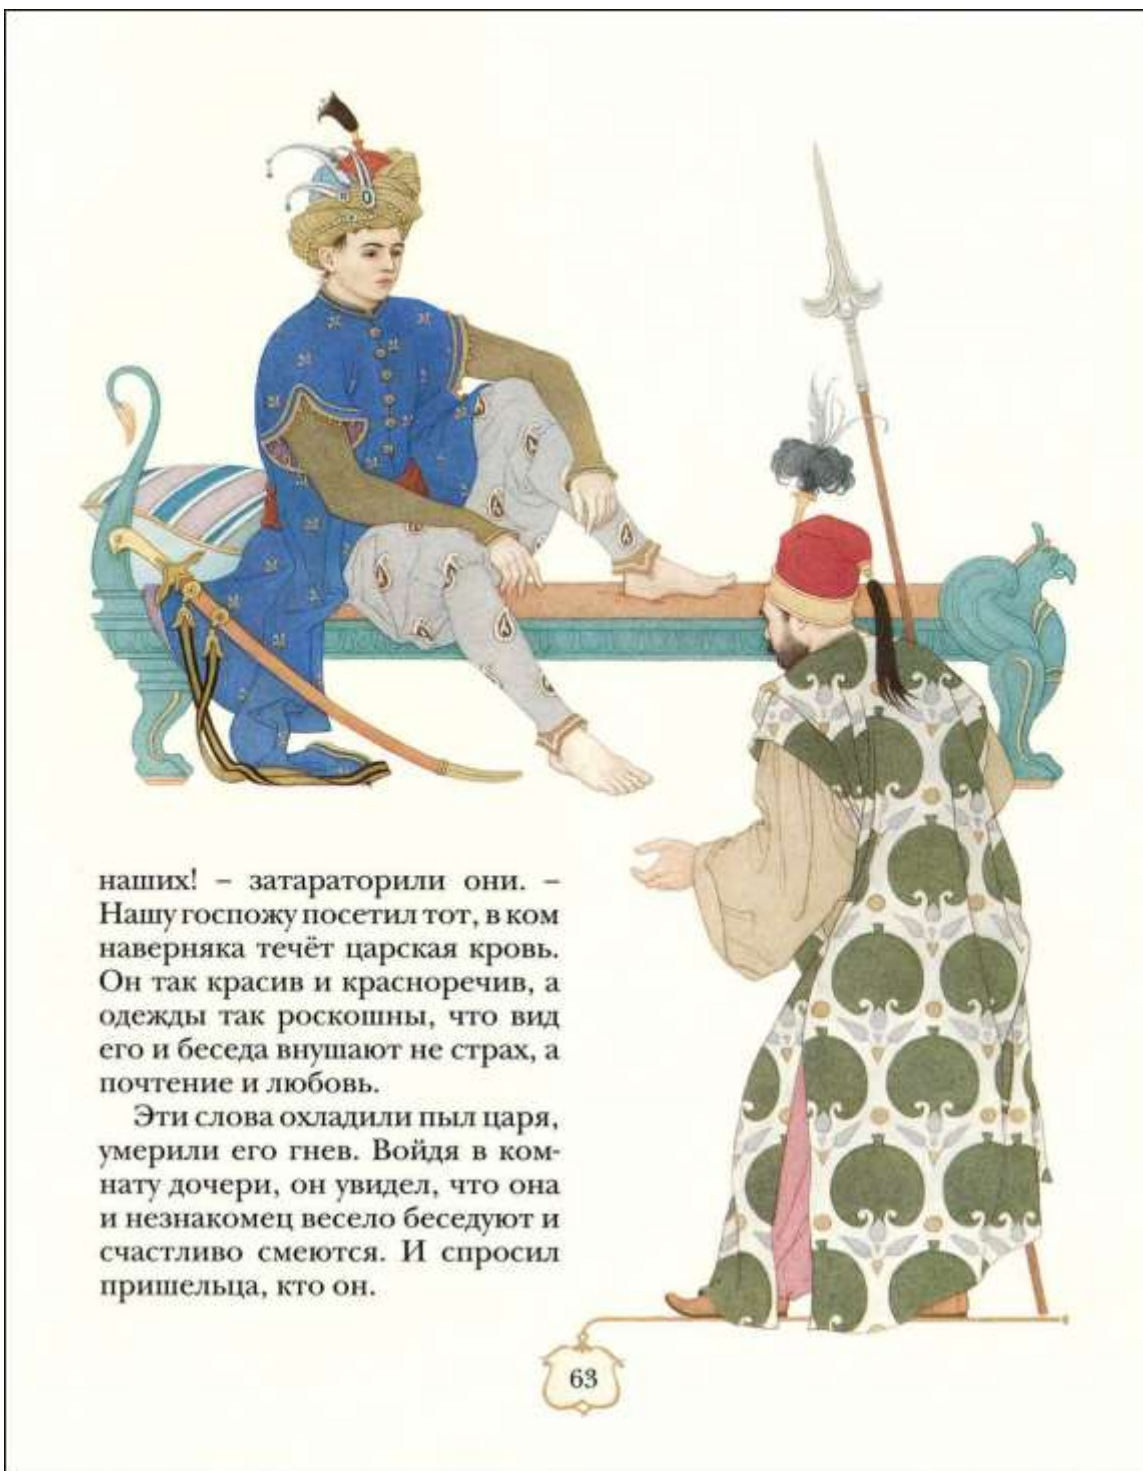 наших! – затараторили они. –
Нашу госпожу посетил тот, в ком
наверняка течёт царская кровь.
Он так красив и красноречив, а
одежды так роскошны, что вид
его и беседа внушают не страх, а
почтение и любовь.
Эти слова охладили пыл царя,
умерили его гнев. Войдя в ком-
нату дочери, он увидел, что она
и незнакомец весело беседуют и
счастливо смеются. И спросил
пришельца, кто он.
63